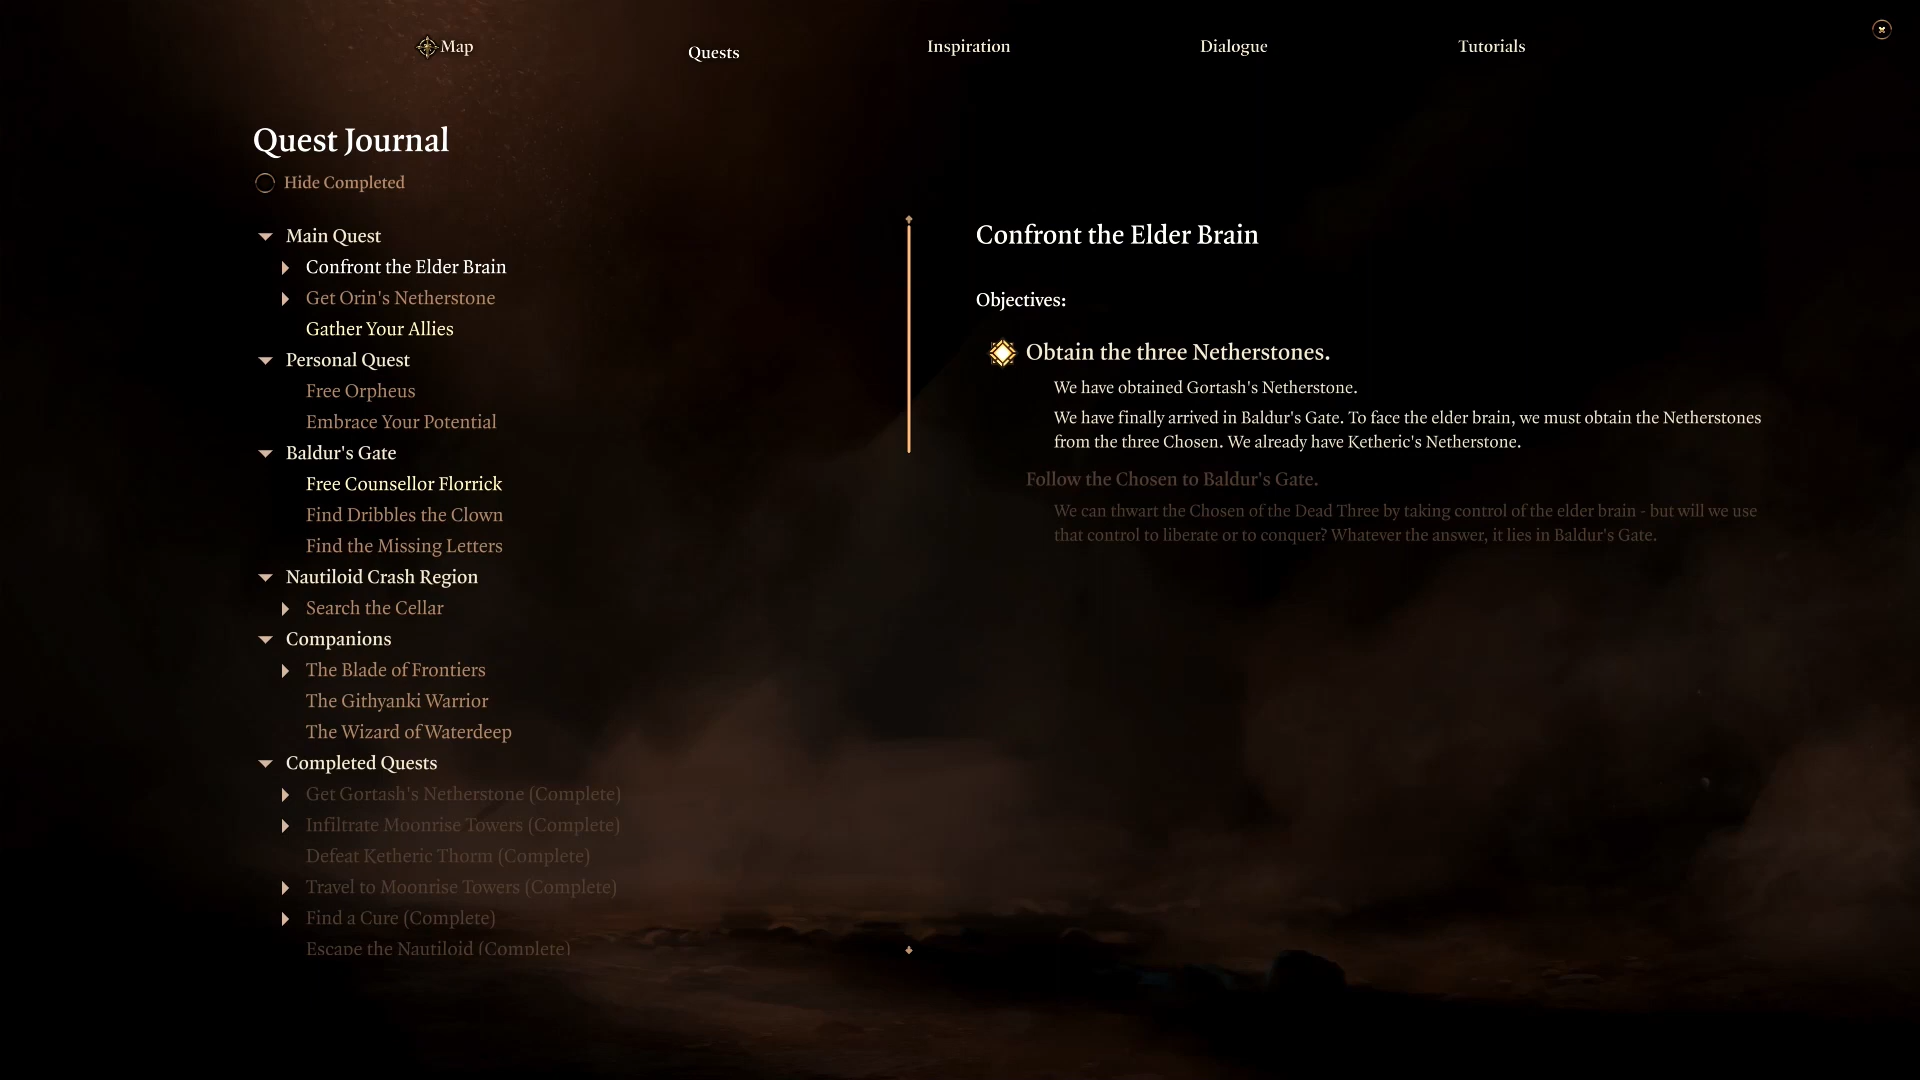 Map
Quests
Inspiration
Dialogue
Tutorials
Quest Journal
Hide Completed
Main Quest
Confront the Elder Brain
Get Orin's Netherstone
Gather Your Allies
Personal Quest
Free Orpheus
Embrace Your Potential
Baldur's Gate
Free Counsellor Florrick
Find Dribbles the Clown
Find the Missing Letters
Nautiloid Crash Region
Search the Cellar
Companions
The Blade of Frontiers
The Githyanki Warrior
The Wizard of Waterdeep
Completed Quests
Get Gortash's Netherstone (Complete)
Infiltrate Moonrise Towers (Complete)
Defeat Ketheric Thorm (Complete)
Travel to Moonrise Towers (Complete)
Find a Cure (Complete)
Escape the Nautiloid (Complete)
Confront the Elder Brain
Objectives:
Obtain the three Netherstones.
We have obtained Gortash's Netherstone.
We have finally arrived in Baldur's Gate. To face the elder brain, we must obtain the Netherstones
from the three Chosen. We already have Ketheric's Netherstone.
Follow the Chosen to Baldur's Gate.
We can thwart the Chosen of the Dead Three by taking control of the elder brain - but will we use
that control to liberate or to conquer? Whatever the answer, it lies in Baldur's Gate.